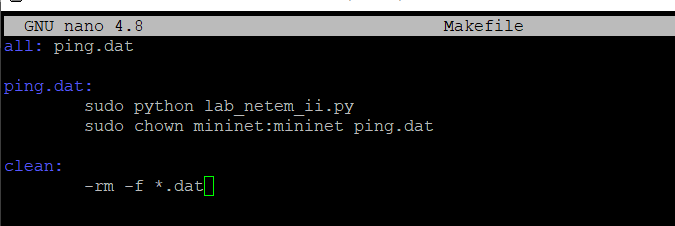 GNU nano 4.8 Makefile
all: ping.dat
ping.dat:
sudo python lab_netem_ii.py
sudo chown mininet:mininet ping.dat
clean:
-rm -f *.dat